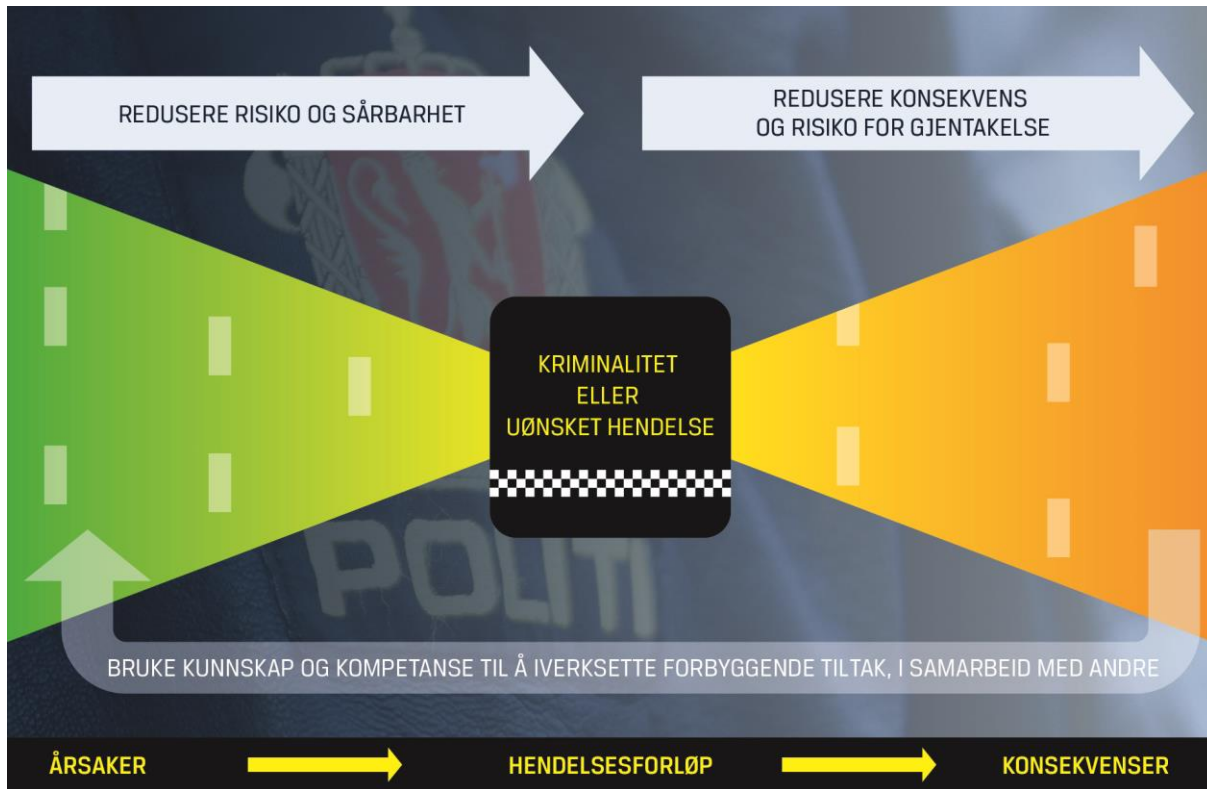 REDUSERE RISIKO OG SÅRBARHET
REDUSERE KONSEKVENS
OG RISIKO FOR GJENTAKELSE
KRIMINALITET
ELLER
UØNSKET HENDELSE
POLITI
BRUKE KUNNSKAP OG KOMPETANSE TIL Å IVERKSETTE FORBYGGENDE TILTAK, I SAMARBEID MED ANDRE
ÅRSAKER
HENDELSESFORLØP
KONSEKVENSER